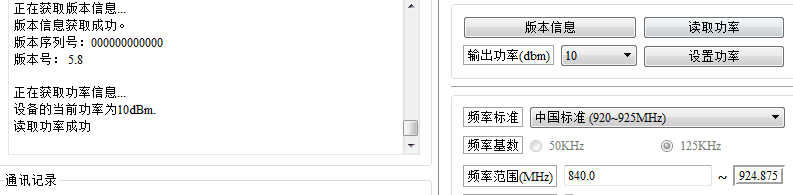 正在获取版本信息...
版本信息获取成功。
版本序列号：000000000000
版本号： 5.8
正在获取功率信息...
设备的当前功率为10dBm.
读取功率成功
通讯记录
版本信息 读取功率
输出功率(dbm) 10 设置功率
频率标准 中国标准 (920~925MHz)
频率基数 50KHz 125KHz
频率范围(MHz) 840.0 ~ 924.875